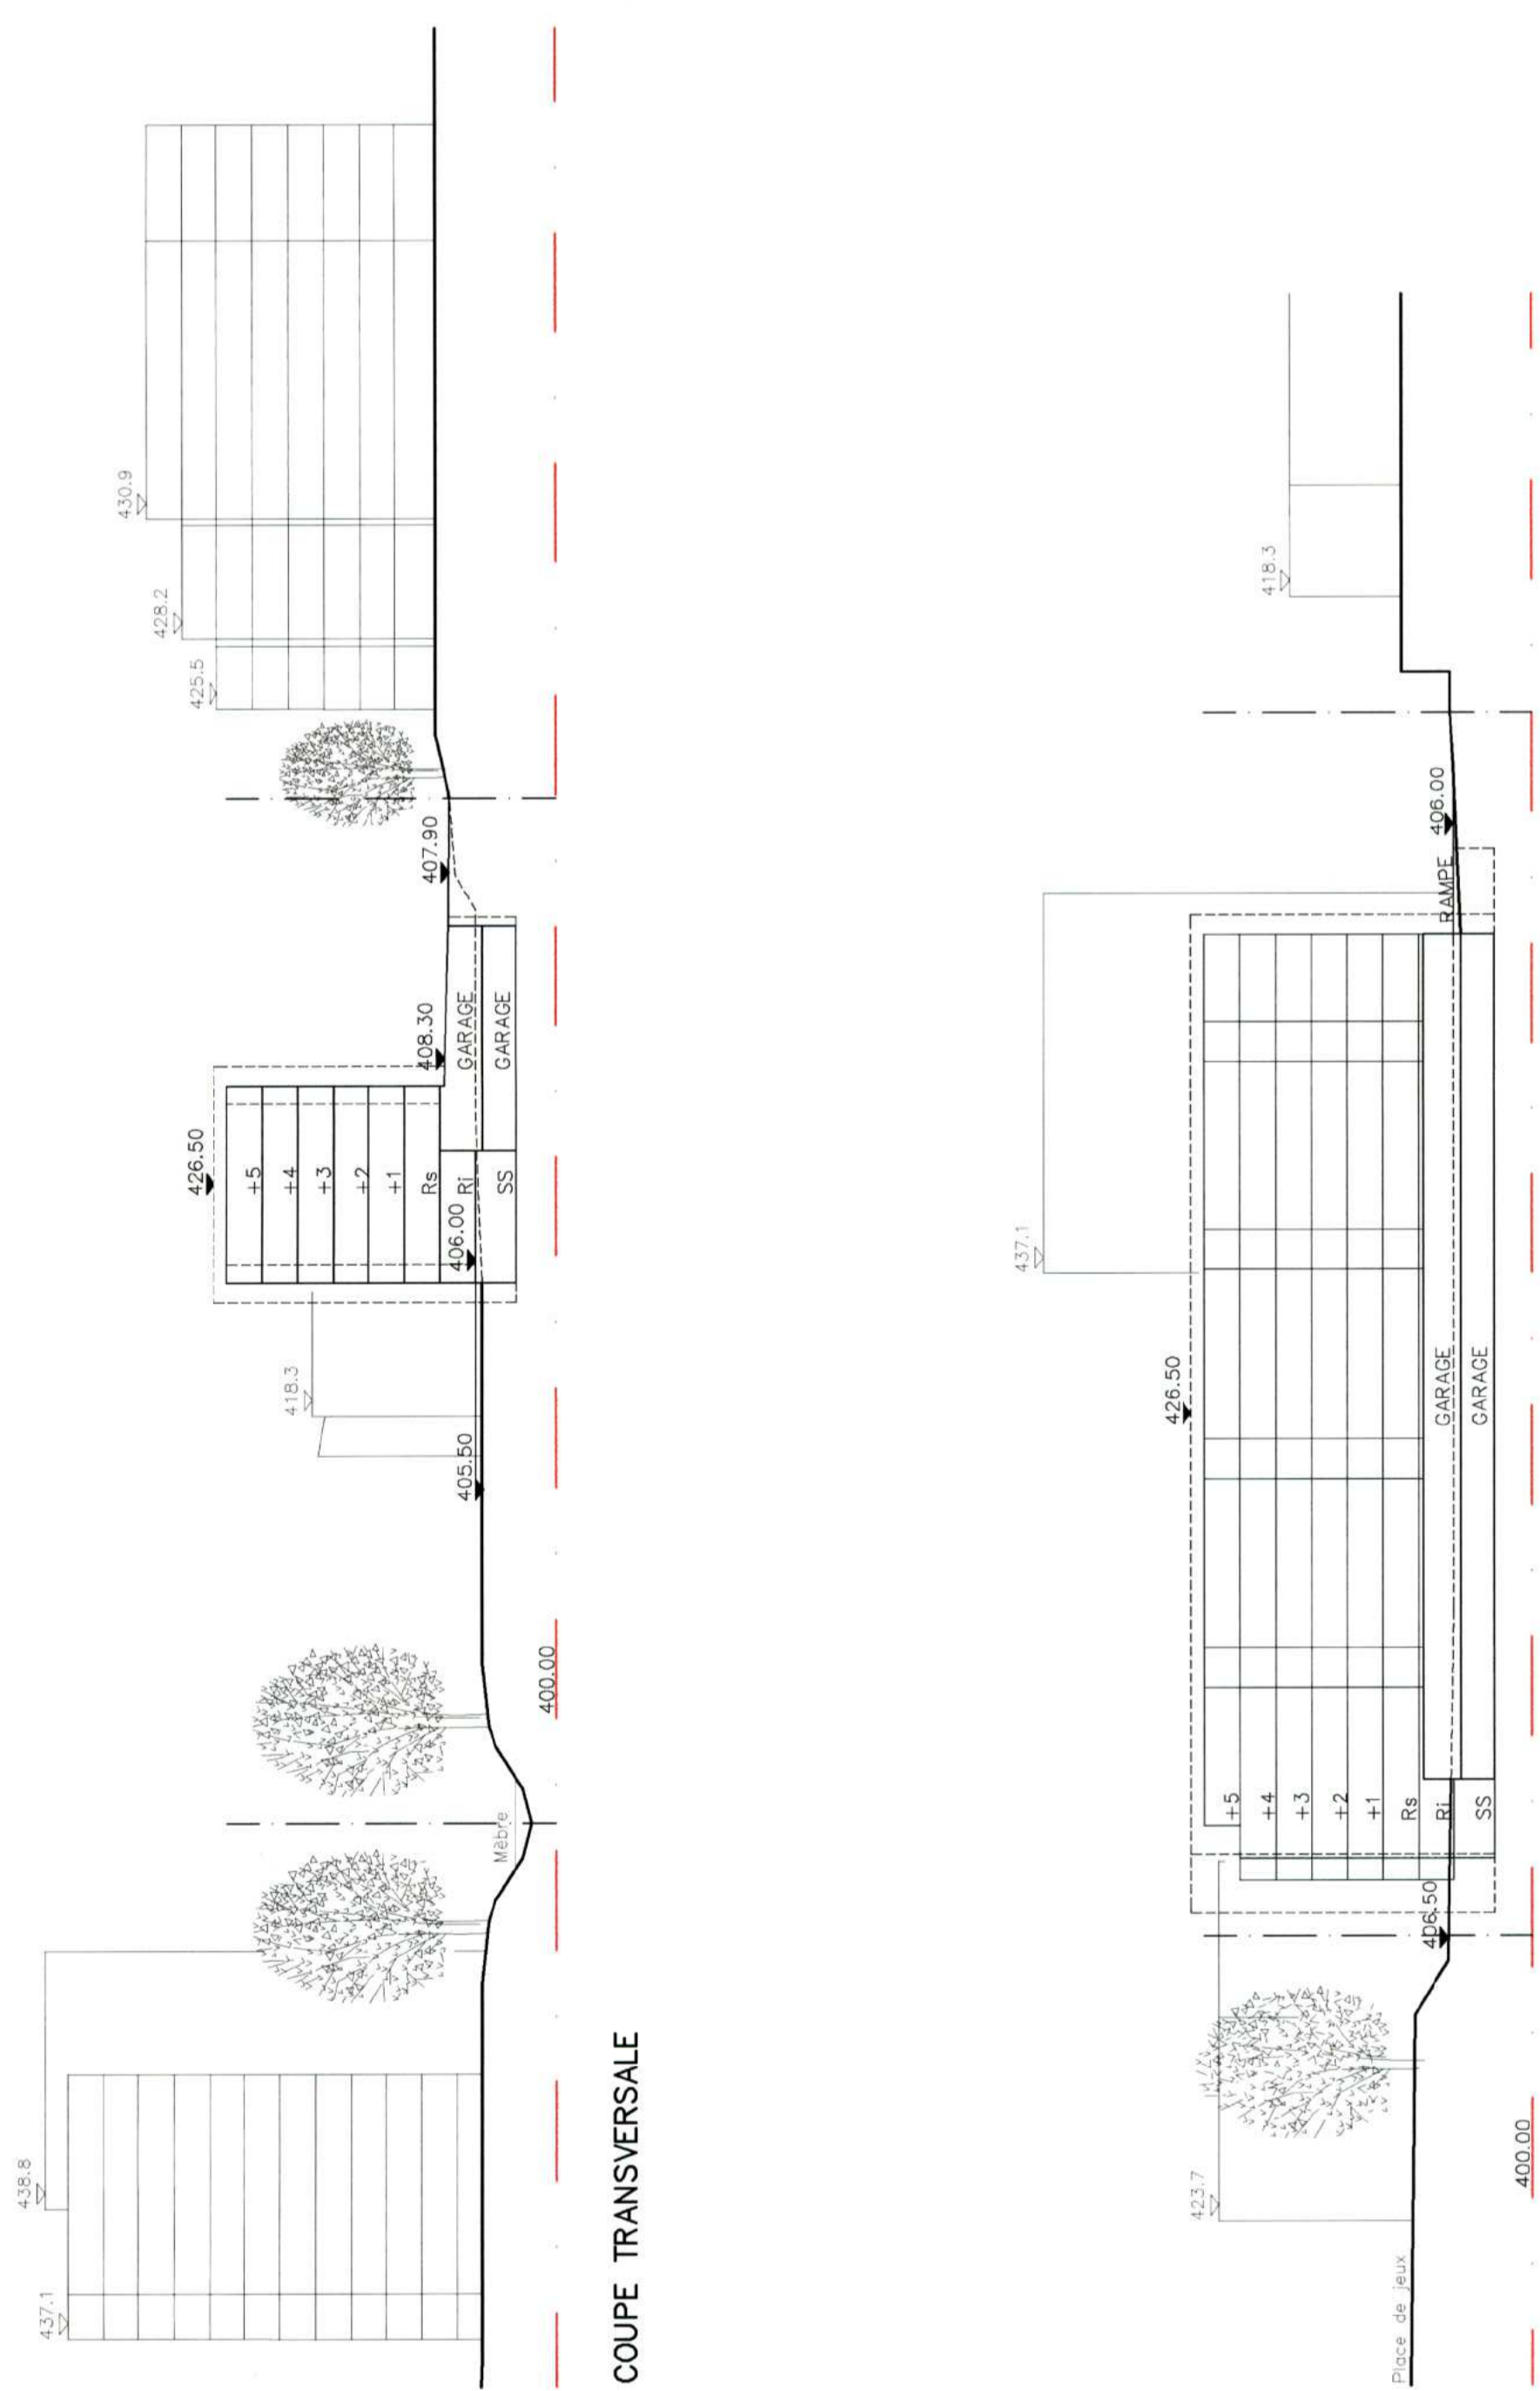 437.1
438.8
Mèbre
400.00
405.50
418.3
406.00
426.50
+5
+4
+3
+2
+1
Rs
Ri
SS
408.30
GARAGE
GARAGE
407.90
425.5
428.2
430.9
COUPE TRANSVERSALE
Place de jeux
423.7
400.00
406.50
+5
+4
+3
+2
+1
Rs
Ri
SS
426.50
GARAGE
GARAGE
437.1
RAMPE
406.00
418.3